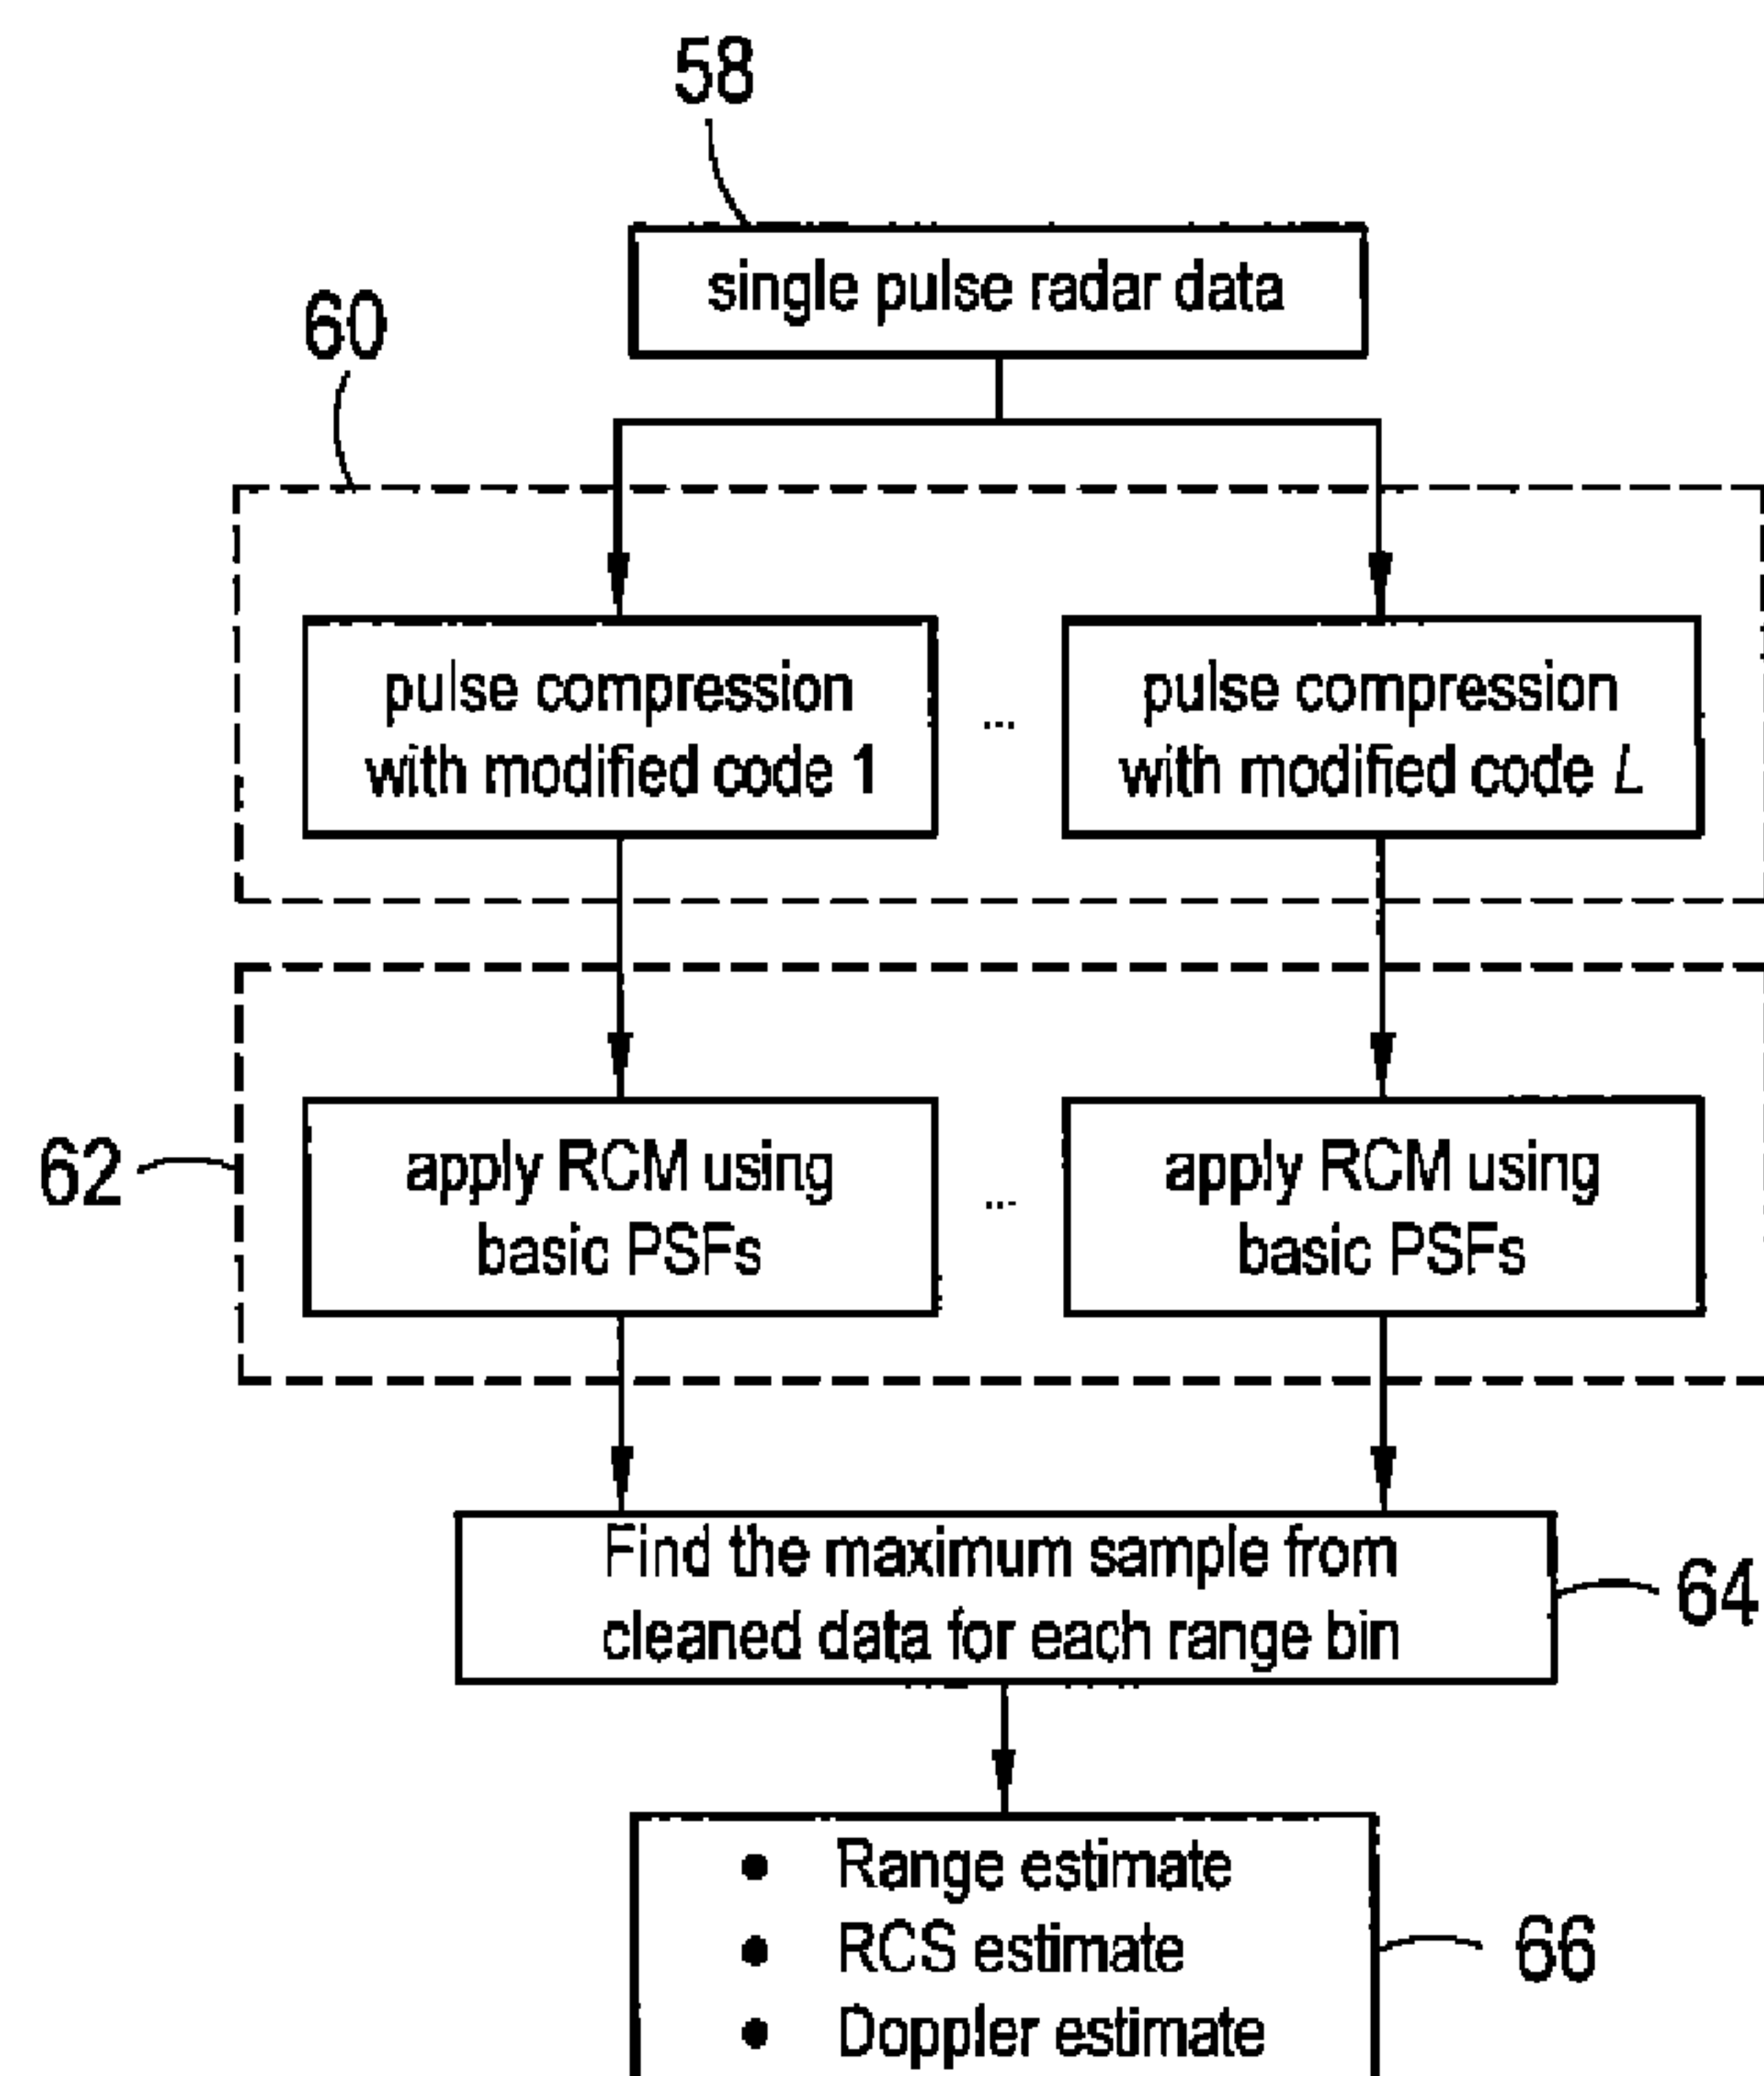 58
single pulse radar data
60
pulse compression
with modified code 1
...
pulse compression
with modified code L
62
apply RCM using
basic PSFs
...
apply RCM using
basic PSFs
Find the maximum sample from
cleaned data for each range bin
64
• Range estimate
• RCS estimate
• Doppler estimate
66